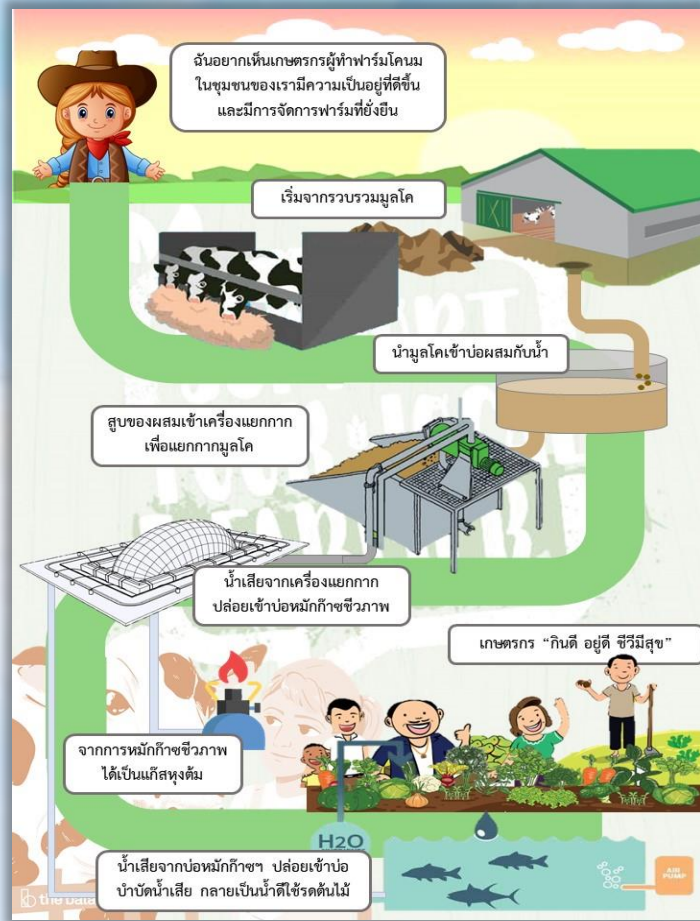 ฉันอยากเห็นเกษตรกรผู้ทำฟาร์มโคนม
ในชุมชนของเรามีความเป็นอยู่ที่ดีขึ้น
และมีการจัดการฟาร์มที่ยั่งยืน
เริ่มจากรวบรวมมูลโค
นำมูลโคเข้าบ่อผสมกับน้ำ
สูบของผสมเข้าเครื่องแยกกาก
เพื่อแยกกากมูลโค
น้ำเสียจากเครื่องแยกกาก
ปล่อยเข้าบ่อหมักก๊าซชีวภาพ
เกษตรกร “กินดี อยู่ดี ชีวีมีสุข”
จากการหมักก๊าซชีวภาพ
ได้เป็นแก๊สหุงต้ม
H2O
น้ำเสียจากบ่อหมักก๊าซฯ ปล่อยเข้าบ่อ
บำบัดน้ำเสีย กลายเป็นน้ำดีใช้รดต้นไม้
AIR
PUMP